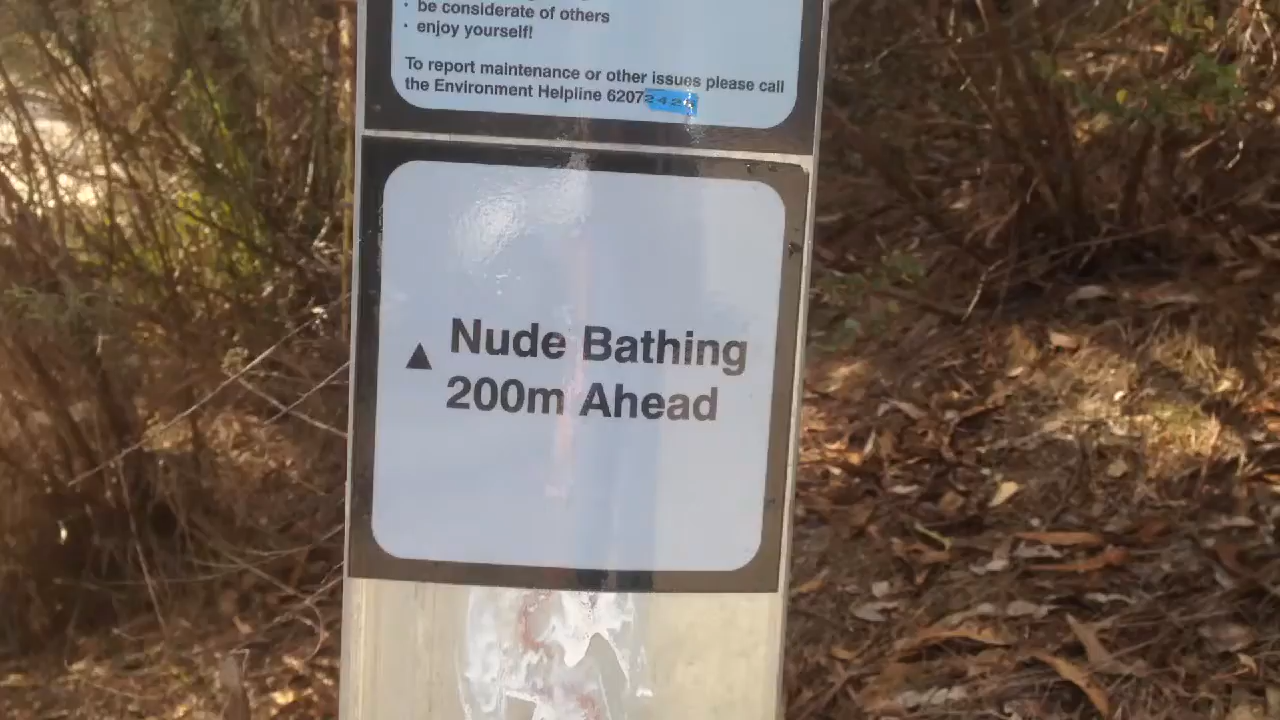 • be considerate of others
• enjoy yourself!
To report maintenance or other issues please call
the Environment Helpline 6207
▲ Nude Bathing
200m Ahead